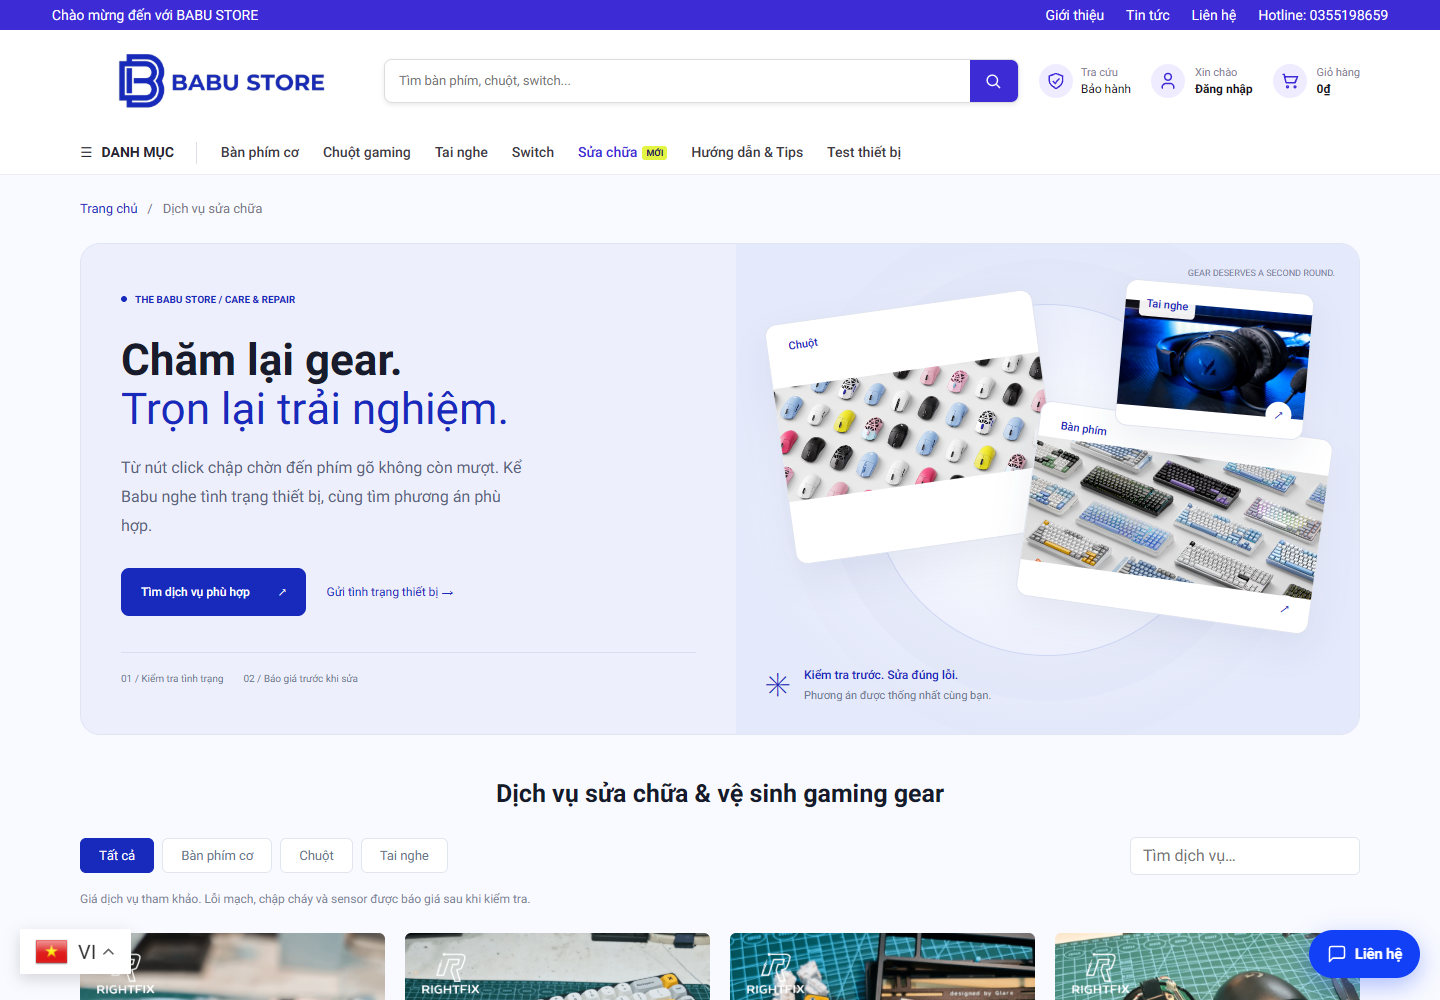 Chào mừng đến với BABU STORE
Giới thiệu
Tin tức
Liên hệ
Hotline: 0355198659
BABU STORE
Tìm bàn phím, chuột, switch...
Tra cứu
Bảo hành
Xin chào
Đăng nhập
Giỏ hàng
0₫
☰ DANH MỤC
Bàn phím cơ
Chuột gaming
Tai nghe
Switch
Sửa chữa MỚI
Hướng dẫn & Tips
Test thiết bị
Trang chủ / Dịch vụ sửa chữa
THE BABU STORE / CARE & REPAIR
Chăm lại gear.
Trọn lại trải nghiệm.
Từ nút click chập chờn đến phím gõ không còn mượt. Kể
Babu nghe tình trạng thiết bị, cùng tìm phương án phù
hợp.
Tìm dịch vụ phù hợp ↗
Gửi tình trạng thiết bị →
01 / Kiểm tra tình trạng
02 / Báo giá trước khi sửa
GEAR DESERVES A SECOND ROUND.
Chuột
Tai nghe
↗
Bàn phím
↗
Kiểm tra trước. Sửa đúng lỗi.
Phương án được thống nhất cùng bạn.
Dịch vụ sửa chữa & vệ sinh gaming gear
Tất cả
Bàn phím cơ
Chuột
Tai nghe
Tìm dịch vụ...
Giá dịch vụ tham khảo. Lỗi mạch, chập cháy và sensor được báo giá sau khi kiểm tra.
RIGHTFIX
RIGHTFIX
RIGHTFIX
designed by Glare
RIGHTFIX
VI
Liên hệ